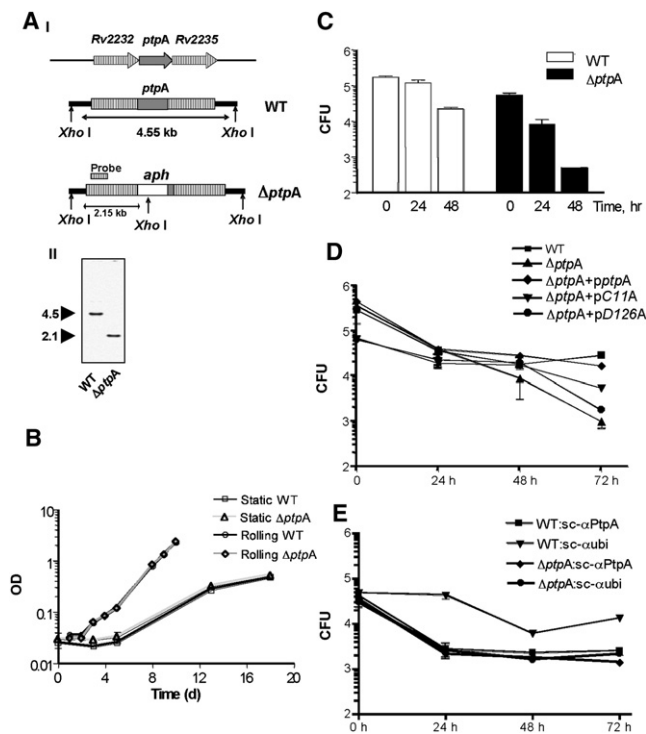 A I
Rv2232 ptpA Rv2235
ptpA
WT
Xho I 4.55 kb Xho I
Probe aph
ΔptpA
Xho I 2.15 kb Xho I Xho I
II
4.5
2.1
WT ΔptpA
B
Static WT
Static ΔptpA
Rolling WT
Rolling ΔptpA
OD
10
1
0.1
0.01
0 4 8 12 16 20
Time (d)
C
WT
ΔptpA
CFU
5
4
3
2
0 24 48 0 24 48 Time, hr
D
WT
ΔptpA
ΔptpA+pptpA
ΔptpA+pC11A
ΔptpA+pD126A
CFU
6
5
4
3
2
0 24 h 48 h 72 h
E
WT:sc-αPtpA
WT:sc-αubi
ΔptpA:sc-αPtpA
ΔptpA:sc-αubi
CFU
6
5
4
3
2
0 h 24 h 48 h 72 h